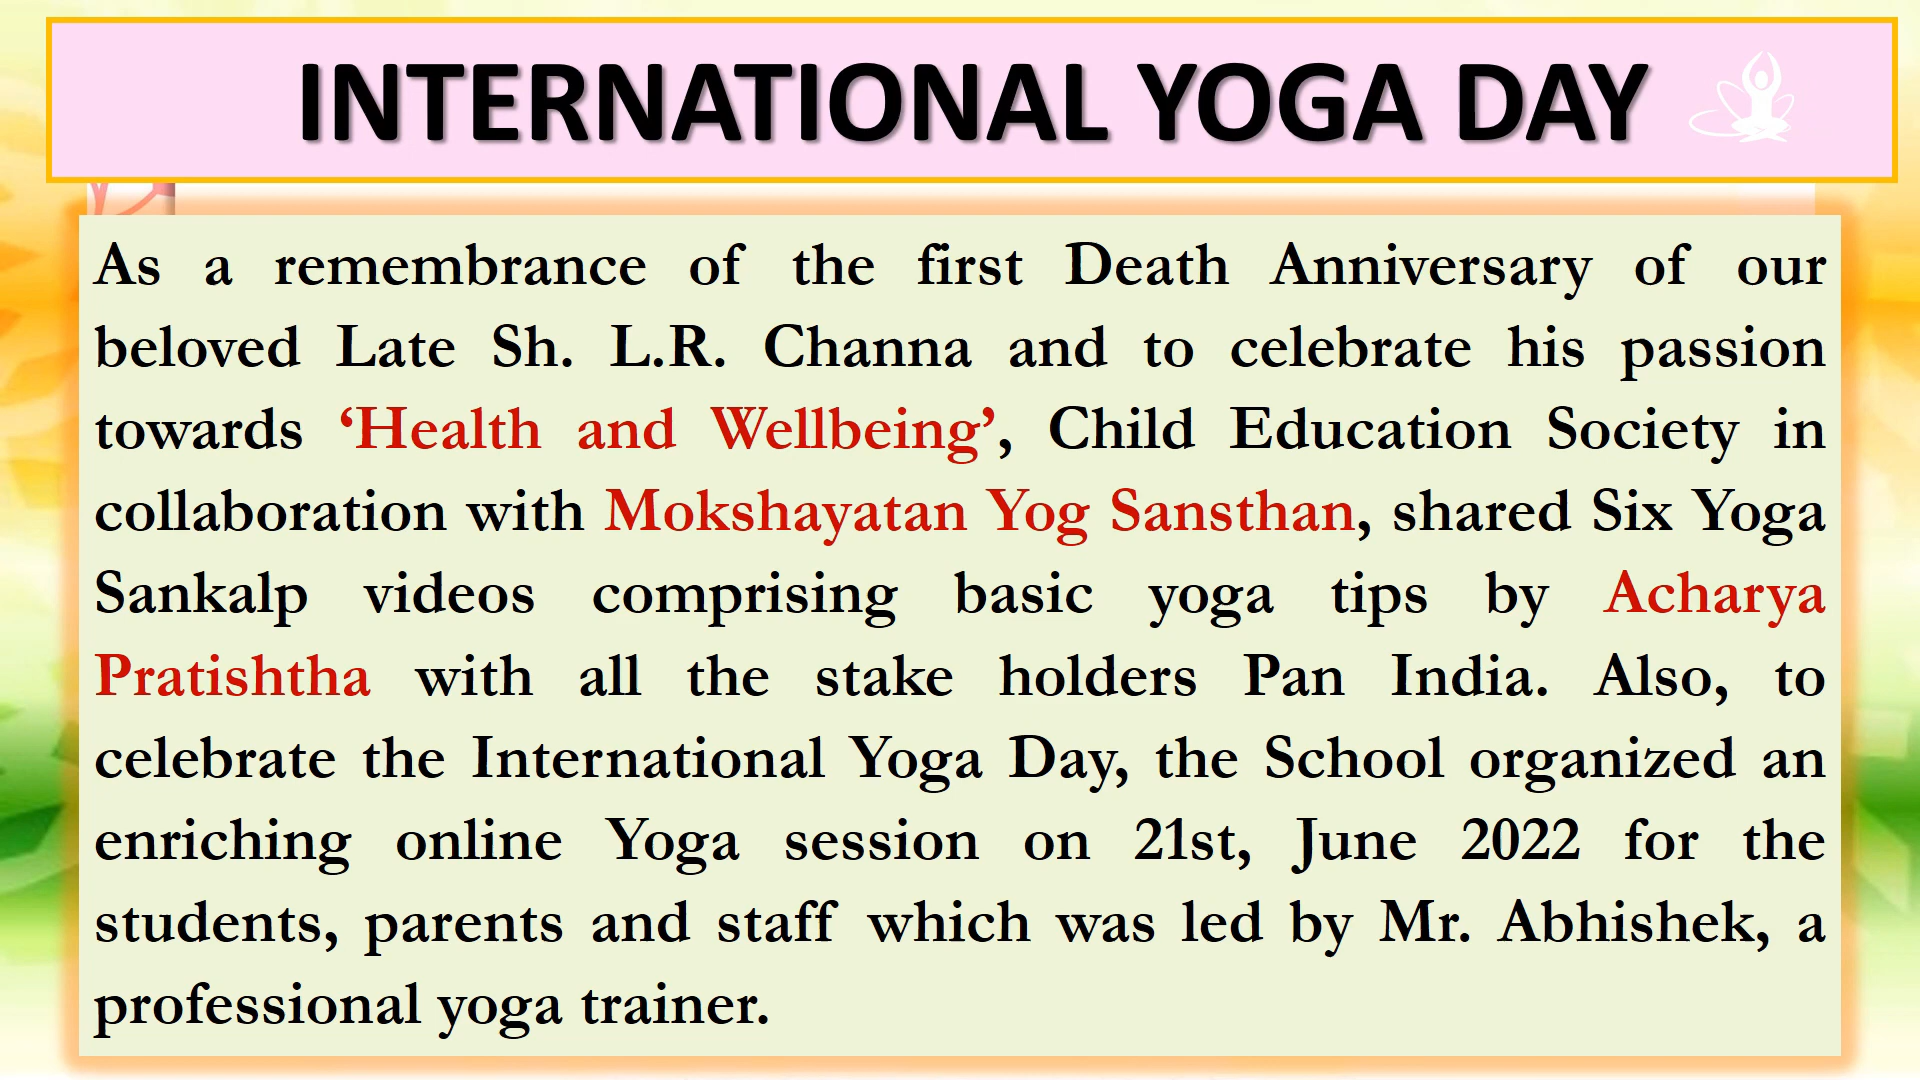 INTERNATIONAL YOGA DAY
As a remembrance of the first Death Anniversary of our
beloved Late Sh. L.R. Channa and to celebrate his passion
towards ‘Health and Wellbeing’, Child Education Society in
collaboration with Mokshayatan Yog Sansthan, shared Six Yoga
Sankalp videos comprising basic yoga tips by Acharya
Pratishtha with all the stake holders Pan India. Also, to
celebrate the International Yoga Day, the School organized an
enriching online Yoga session on 21st, June 2022 for the
students, parents and staff which was led by Mr. Abhishek, a
professional yoga trainer.